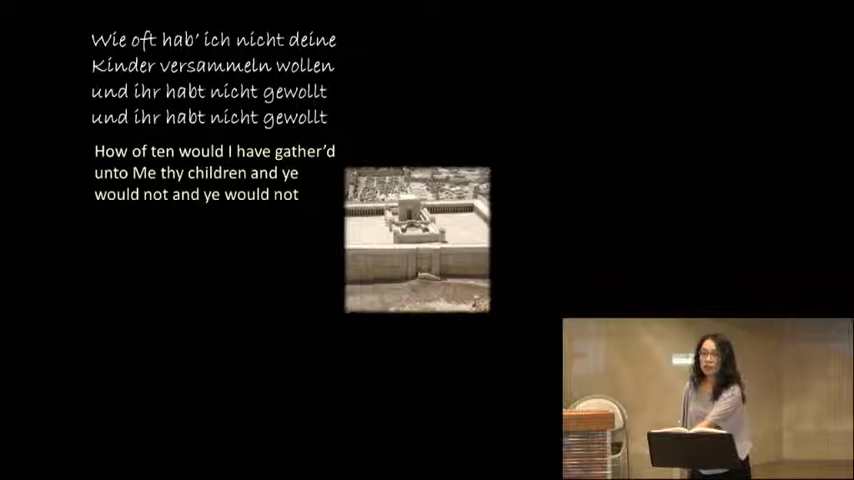 Wie oft hab' ich nicht deine
Kinder versammeln wollen
und ihr habt nicht gewollt
und ihr habt nicht gewollt
How of ten would I have gather'd
unto Me thy children and ye
would not and ye would not